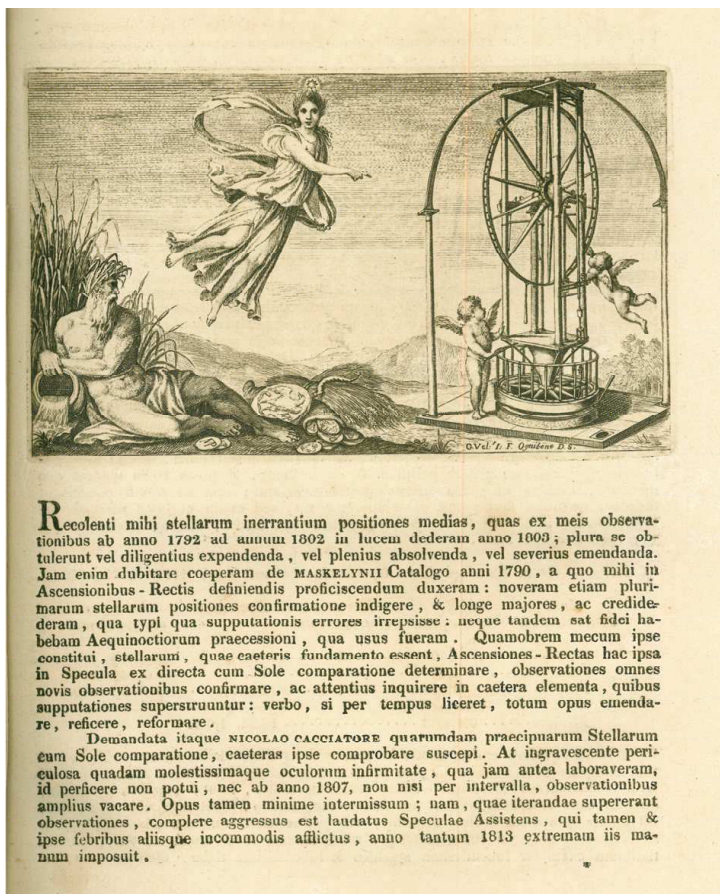 O. Vel. I. F. Ognibene D. S.
Recolenti mihi stellarum inerrantium positiones medias, quas ex meis observa-
tionibus ab anno 1792 ad annum 1802 in lucem dederam anno 1803; plura se ob-
tulerunt vel diligentius expendenda, vel plenius absolvenda, vel severius emendanda.
Jam enim dubitare coeperam de MASKELYNII Catalogo anni 1790, a quo mihi in
Ascensionibus-Rectis definiendis proficiscendum duxeram: noveram etiam pluri-
marum stellarum positiones confirmatione indigere, & longe majores, ac credide-
deram, qua typi qua supputationis errores irrepsisse: neque tandem sat fidei ha-
bebam Aequinoctiorum praecessioni, qua usus fueram. Quamobrem mecum ipse
constitui, stellarum, quae caeteris fundamento essent, Ascensiones-Rectas hac ipsa
in Specula ex directa cum Sole comparatione determinare, observationes omnes
novis observationibus confirmare, ac attentius inquirere in caetera elementa, quibus
supputationes superstruuntur: verbo, si per tempus liceret, totum opus emenda-
re, reficere, reformare.
Demandata itaque NICOLAO CACCIATORE quarumdam praecipuarum Stellarum
cum Sole comparatione, caeteras ipse comprobare suscepi. At ingravescente peri-
culosa quadam molestissimaque oculorum infirmitate, qua jam antea laboraveram,
id perficere non potui, nec ab anno 1807, non nisi per intervalla, observationibus
amplius vacare. Opus tamen minime intermissum; nam, quae iterandae supererant
observationes, complere aggressus est laudatus Speculae Assistens, qui tamen &
ipse febribus aliisque incommodis afflictus, anno tantum 1813 extremam iis ma-
num imposuit.